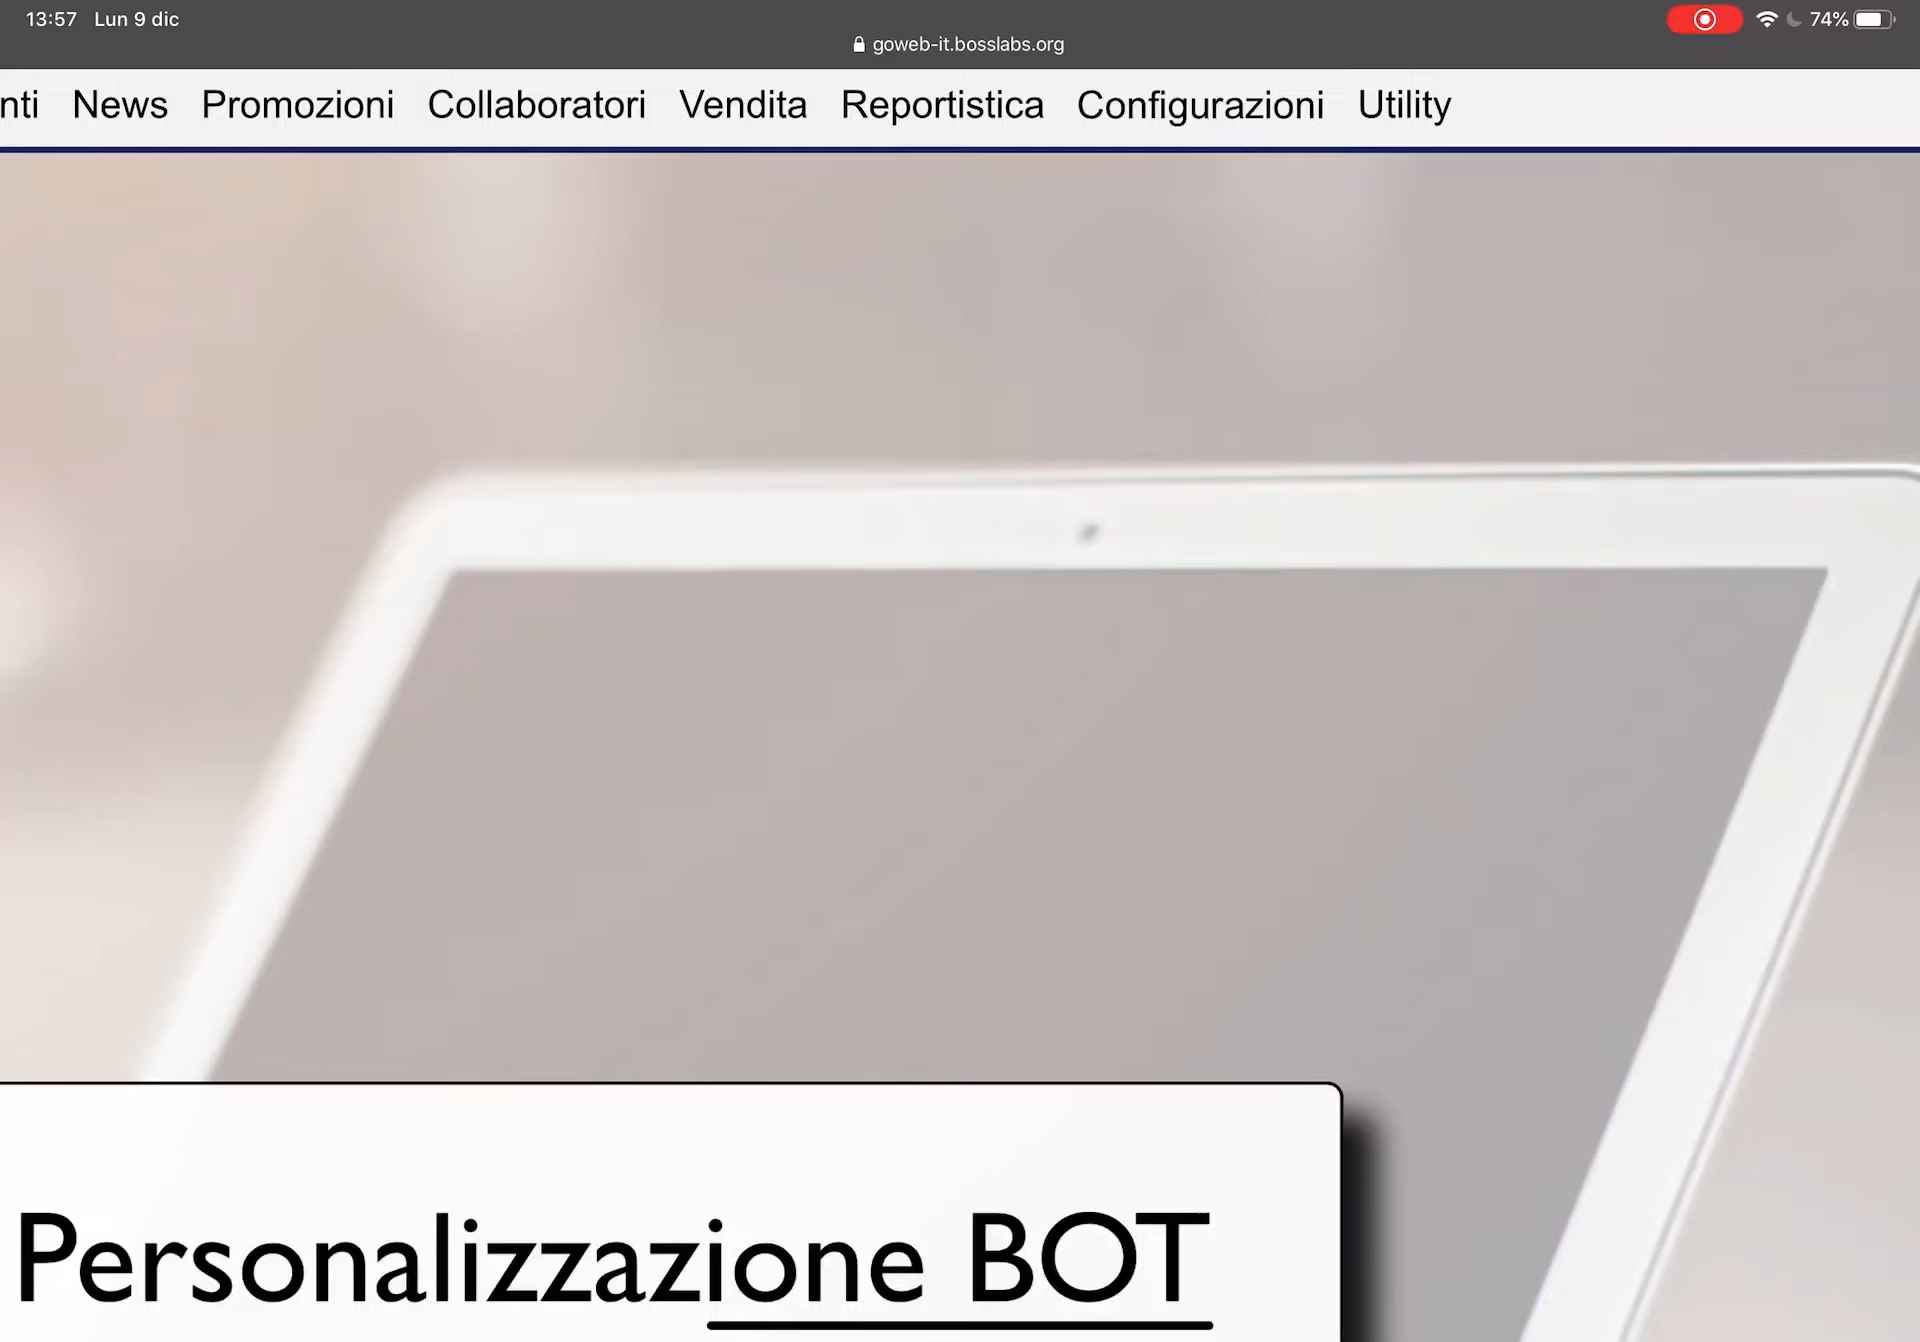 13:57 Lun 9 dic 74%
goweb-it.bosslabs.org
nti News Promozioni Collaboratori Vendita Reportistica Configurazioni Utility
Personalizzazione BOT